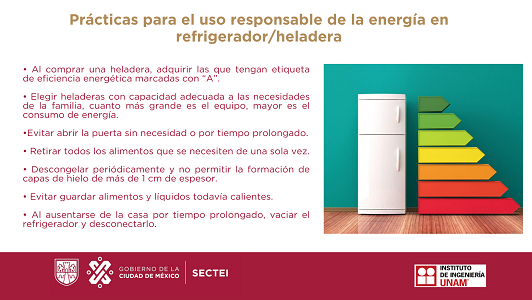 Prácticas para el uso responsable de la energía en
refrigerador/heladera
• Al comprar una heladera, adquirir las que tengan etiqueta
de eficiencia energética marcadas con “A”.
• Elegir heladeras con capacidad adecuada a las necesidades
de la familia, cuanto más grande es el equipo, mayor es el
consumo de energía.
•Evitar abrir la puerta sin necesidad o por tiempo prolongado.
• Retirar todos los alimentos que se necesiten de una sola vez.
• Descongelar periódicamente y no permitir la formación de
capas de hielo de más de 1 cm de espesor.
• Evitar guardar alimentos y líquidos todavía calientes.
• Al ausentarse de la casa por tiempo prolongado, vaciar el
refrigerador y desconectarlo.
GOBIERNO DE LA
CIUDAD DE MÉXICO
SECTEI
INSTITUTO
DE INGENIERÍA
UNAM